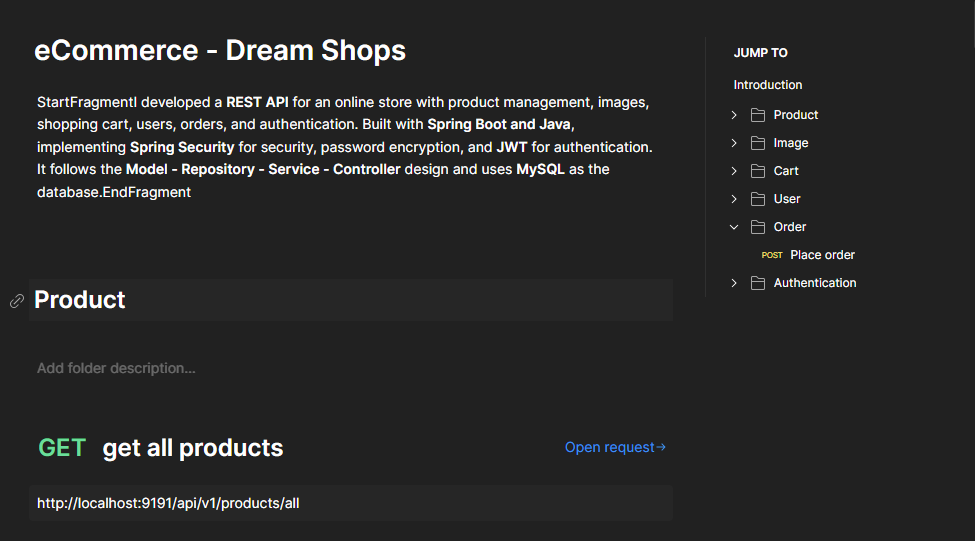 eCommerce - Dream Shops
StartFragmentI developed a REST API for an online store with product management, images,
shopping cart, users, orders, and authentication. Built with Spring Boot and Java,
implementing Spring Security for security, password encryption, and JWT for authentication.
It follows the Model - Repository - Service - Controller design and uses MySQL as the
database.EndFragment
Product
Add folder description...
GET get all products
Open request→
http://localhost:9191/api/v1/products/all
JUMP TO
Introduction
Product
Image
Cart
User
Order
POST Place order
Authentication